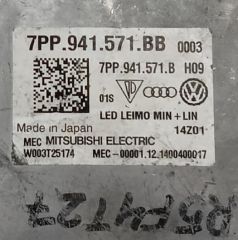 7PP.941.571.BB 0003
7PP.941.571.B H09
01S
LED LEIMO MIN + LIN
Made in Japan 14Z01
MEC MITSUBISHI ELECTRIC
W003T25174 MEC-00001.12.1400400017